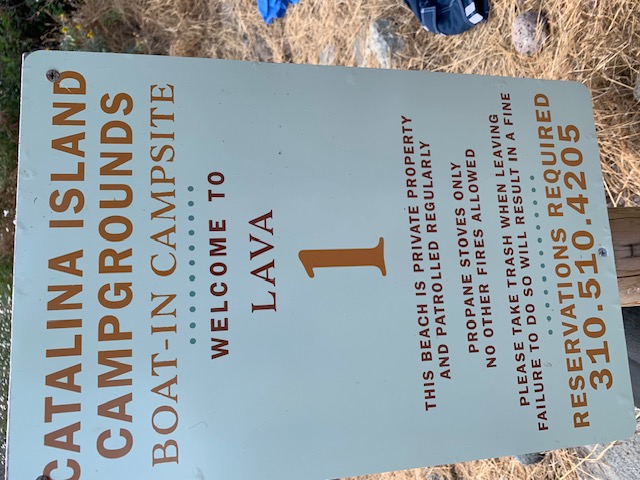 CATALINA ISLAND
CAMPGROUNDS
BOAT-IN CAMPSITE
WELCOME TO
LAVA
1
THIS BEACH IS PRIVATE PROPERTY
AND PATROLLED REGULARLY
PROPANE STOVES ONLY
NO OTHER FIRES ALLOWED
PLEASE TAKE TRASH WHEN LEAVING
FAILURE TO DO SO WILL RESULT IN A FINE
RESERVATIONS REQUIRED
310.510.4205